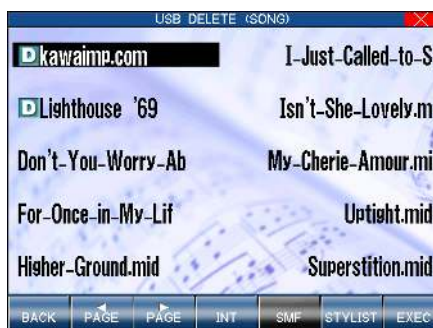 USB DELETE (SONG)
D kawaimp.com
D Lighthouse '69
Don't-You-Worry-Ab
For-Once-in-My-Lif
Higher-Ground.mid
I-Just-Called-to-S
Isn't-She-Lovely.m
My-Cherie-Amour.mi
Uptight.mid
Superstition.mid
BACK
PAGE
PAGE
INT
SMF
STYLIST
EXEC